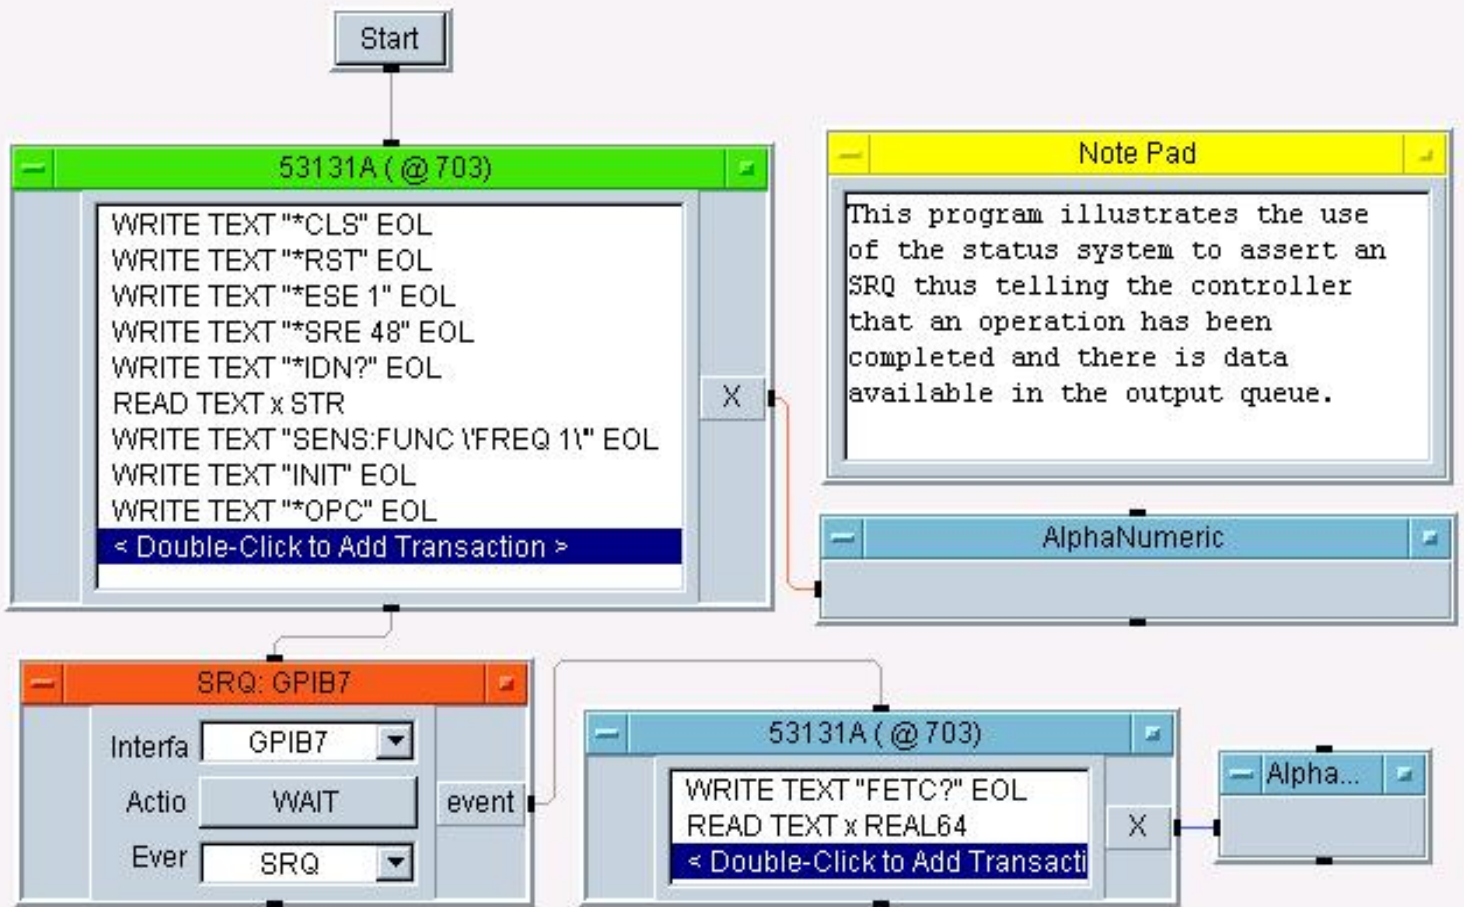 Start
53131A ( @ 703)
WRITE TEXT "*CLS" EOL
WRITE TEXT "*RST" EOL
WRITE TEXT "*ESE 1" EOL
WRITE TEXT "*SRE 48" EOL
WRITE TEXT "*IDN?" EOL
READ TEXT x STR
WRITE TEXT "SENS:FUNC \'FREQ 1\'" EOL
WRITE TEXT "INIT" EOL
WRITE TEXT "*OPC" EOL
< Double-Click to Add Transaction >
X
Note Pad
This program illustrates the use
of the status system to assert an
SRQ thus telling the controller
that an operation has been
completed and there is data
available in the output queue.
AlphaNumeric
SRQ: GPIB7
Interfa GPIB7
Actio WAIT
event
Ever SRQ
53131A ( @ 703)
WRITE TEXT "FETC?" EOL
READ TEXT x REAL64
< Double-Click to Add Transacti
X
Alpha...